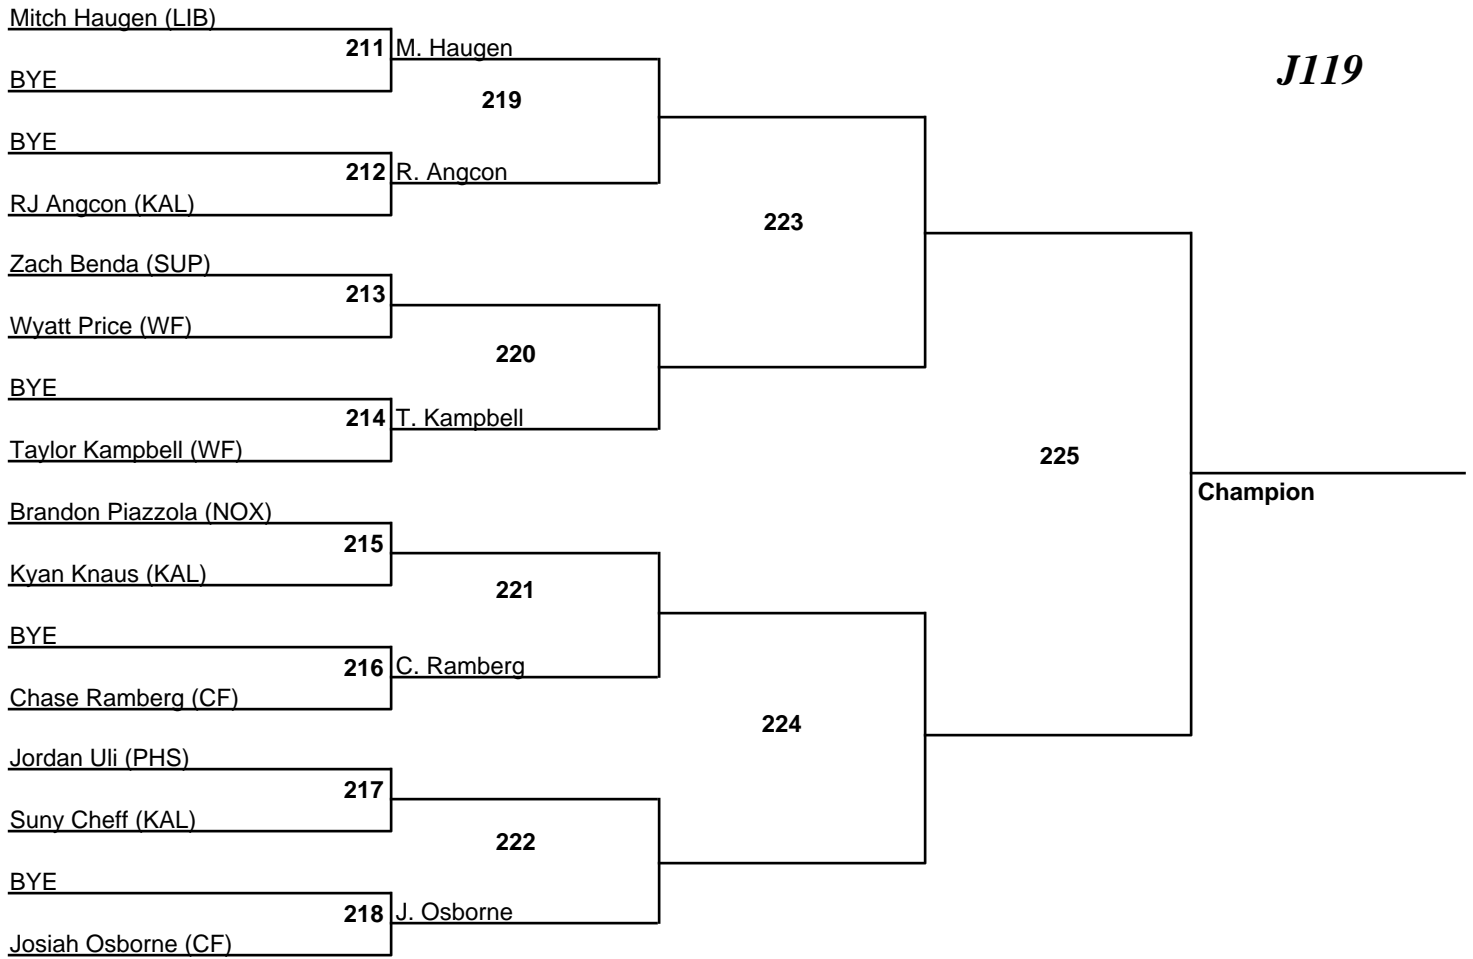 Mitch Haugen (LIB)
211 M. Haugen
J119
BYE
219
BYE
212 R. Angcon
RJ Angcon (KAL)
223
Zach Benda (SUP)
213
Wyatt Price (WF)
220
BYE
214 T. Kampbell
Taylor Kampbell (WF)
225
Champion
Brandon Piazzola (NOX)
215
Kyan Knaus (KAL)
221
BYE
216 C. Ramberg
Chase Ramberg (CF)
224
Jordan Uli (PHS)
217
Suny Cheff (KAL)
222
BYE
218 J. Osborne
Josiah Osborne (CF)